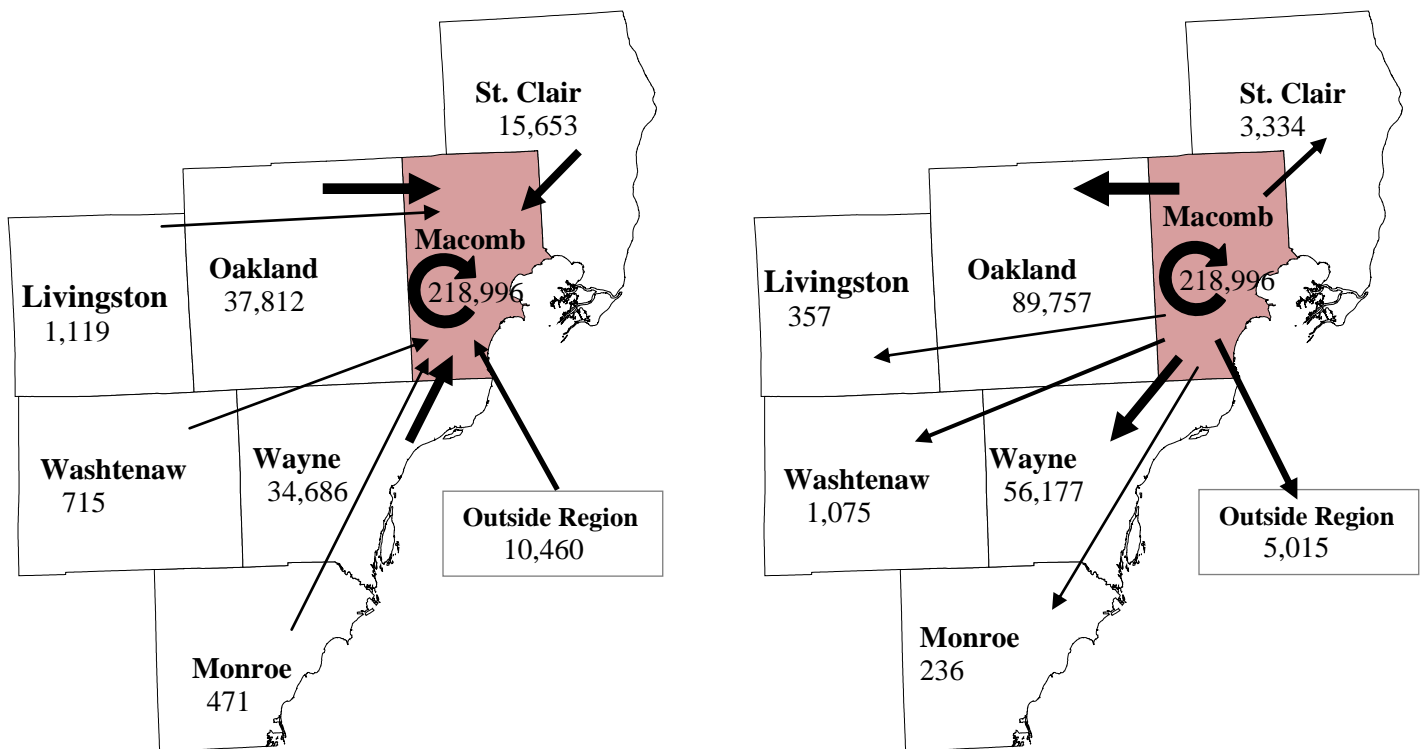 St. Clair
15,653
Macomb
218,996
Oakland
37,812
Livingston
1,119
Washtenaw
715
Wayne
34,686
Outside Region
10,460
Monroe
471
St. Clair
3,334
Macomb
218,996
Oakland
89,757
Livingston
357
Washtenaw
1,075
Wayne
56,177
Outside Region
5,015
Monroe
236